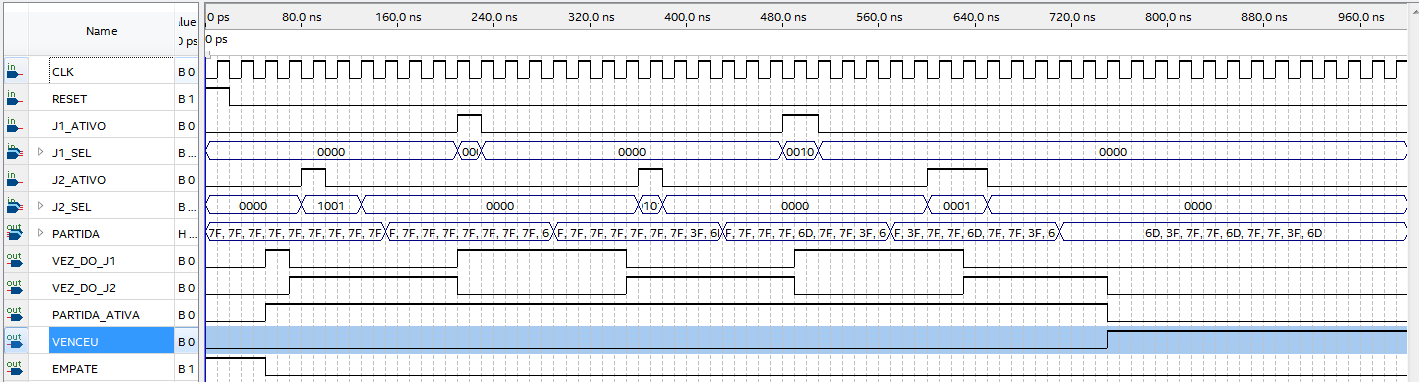 Name
lue
0 ps
0 ps 80.0 ns 160.0 ns 240.0 ns 320.0 ns 400.0 ns 480.0 ns 560.0 ns 640.0 ns 720.0 ns 800.0 ns 880.0 ns 960.0 ns
0 ps
in CLK B 0
in RESET B 1
in J1_ATIVO B 0
in J1_SEL B ... 0000 00 0000 0010 0000
in J2_ATIVO B 0
in J2_SEL B ... 0000 1001 0000 10 0000 0001 0000
out PARTIDA H ... 7F, 7F, 7F, 7F, 7F, 7F, 7F, 7F, 7F F, 7F, 7F, 7F, 7F, 7F, 7F, 7F, 6 F, 7F, 7F, 7F, 7F, 7F, 3F, 6 F, 7F, 7F, 6D, 7F, 7F, 3F, 6 F, 3F, 7F, 7F, 6D, 7F, 7F, 3F, 6 6D, 3F, 7F, 7F, 6D, 7F, 7F, 3F, 6D
out VEZ_DO_J1 B 0
out VEZ_DO_J2 B 0
out PARTIDA_ATIVA B 0
out VENCEU B 0
out EMPATE B 1